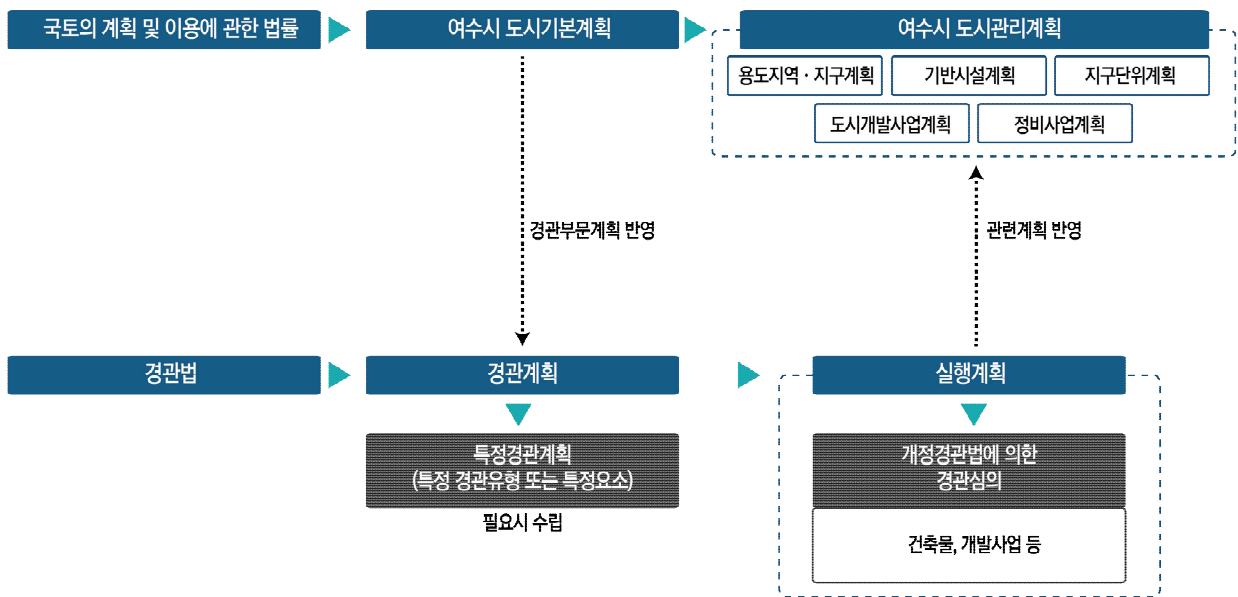 국토의 계획 및 이용에 관한 법률
여수시 도시기본계획
여수시 도시관리계획
용도지역 · 지구계획
기반시설계획
지구단위계획
도시개발사업계획
정비사업계획
경관부문계획 반영
관련계획 반영
경관법
경관계획
실행계획
특정경관계획
(특정 경관유형 또는 특정요소)
필요시 수립
개정경관법에 의한
경관심의
건축물, 개발사업 등